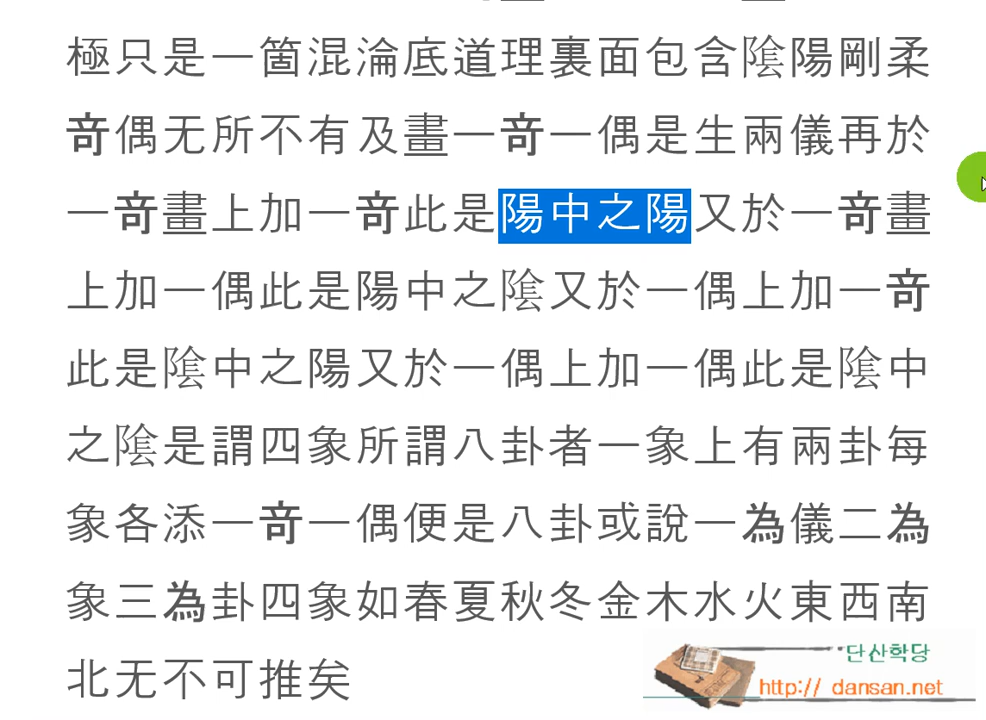 極只是一箇混淪底道理裏面包含陰陽剛柔
竒偶无所不有及畫一竒一偶是生兩儀再於
一竒畫上加一竒此是陽中之陽又於一竒畫
上加一偶此是陽中之陰又於一偶上加一竒
此是陰中之陽又於一偶上加一偶此是陰中
之陰是謂四象所謂八卦者一象上有兩卦每
象各添一竒一偶便是八卦或說一為儀二為
象三為卦四象如春夏秋冬金木水火東西南
北无不可推矣
단산학당
http:// dansan.net